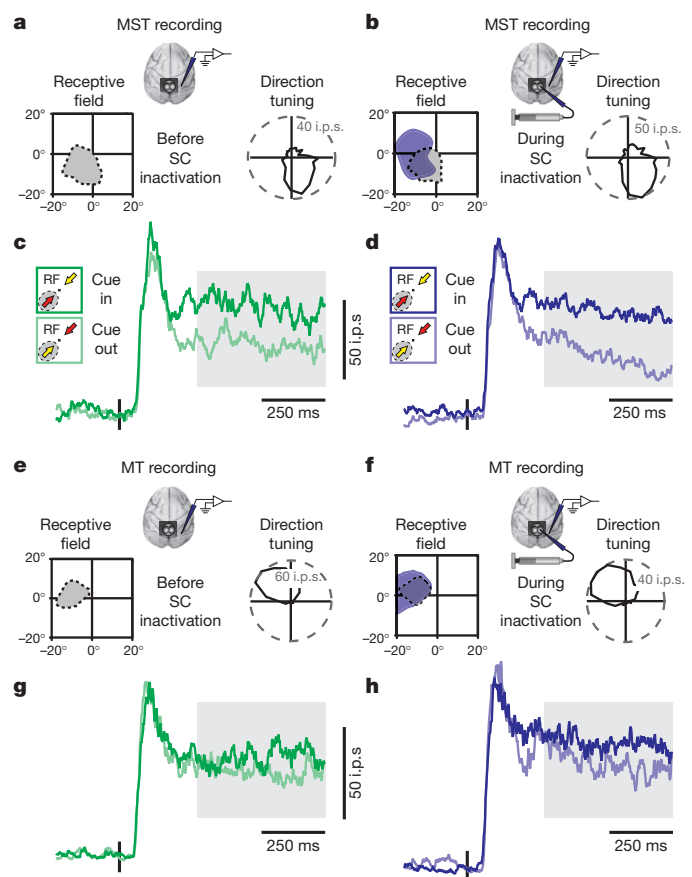 a
MST recording
Receptive
field
Direction
tuning
20°
0°
−20°
−20°
0°
20°
Before
SC
inactivation
40 i.p.s.
b
MST recording
Receptive
field
Direction
tuning
20°
0°
−20°
−20°
0°
20°
During
SC
inactivation
50 i.p.s.
c
RF
Cue
in
RF
Cue
out
50 i.p.s
250 ms
d
RF
Cue
in
RF
Cue
out
250 ms
e
MT recording
Receptive
field
Direction
tuning
20°
0°
−20°
−20°
0°
20°
Before
SC
inactivation
60 i.p.s.
f
MT recording
Receptive
field
Direction
tuning
20°
0°
−20°
−20°
0°
20°
During
SC
inactivation
40 i.p.s.
g
50 i.p.s
250 ms
h
250 ms